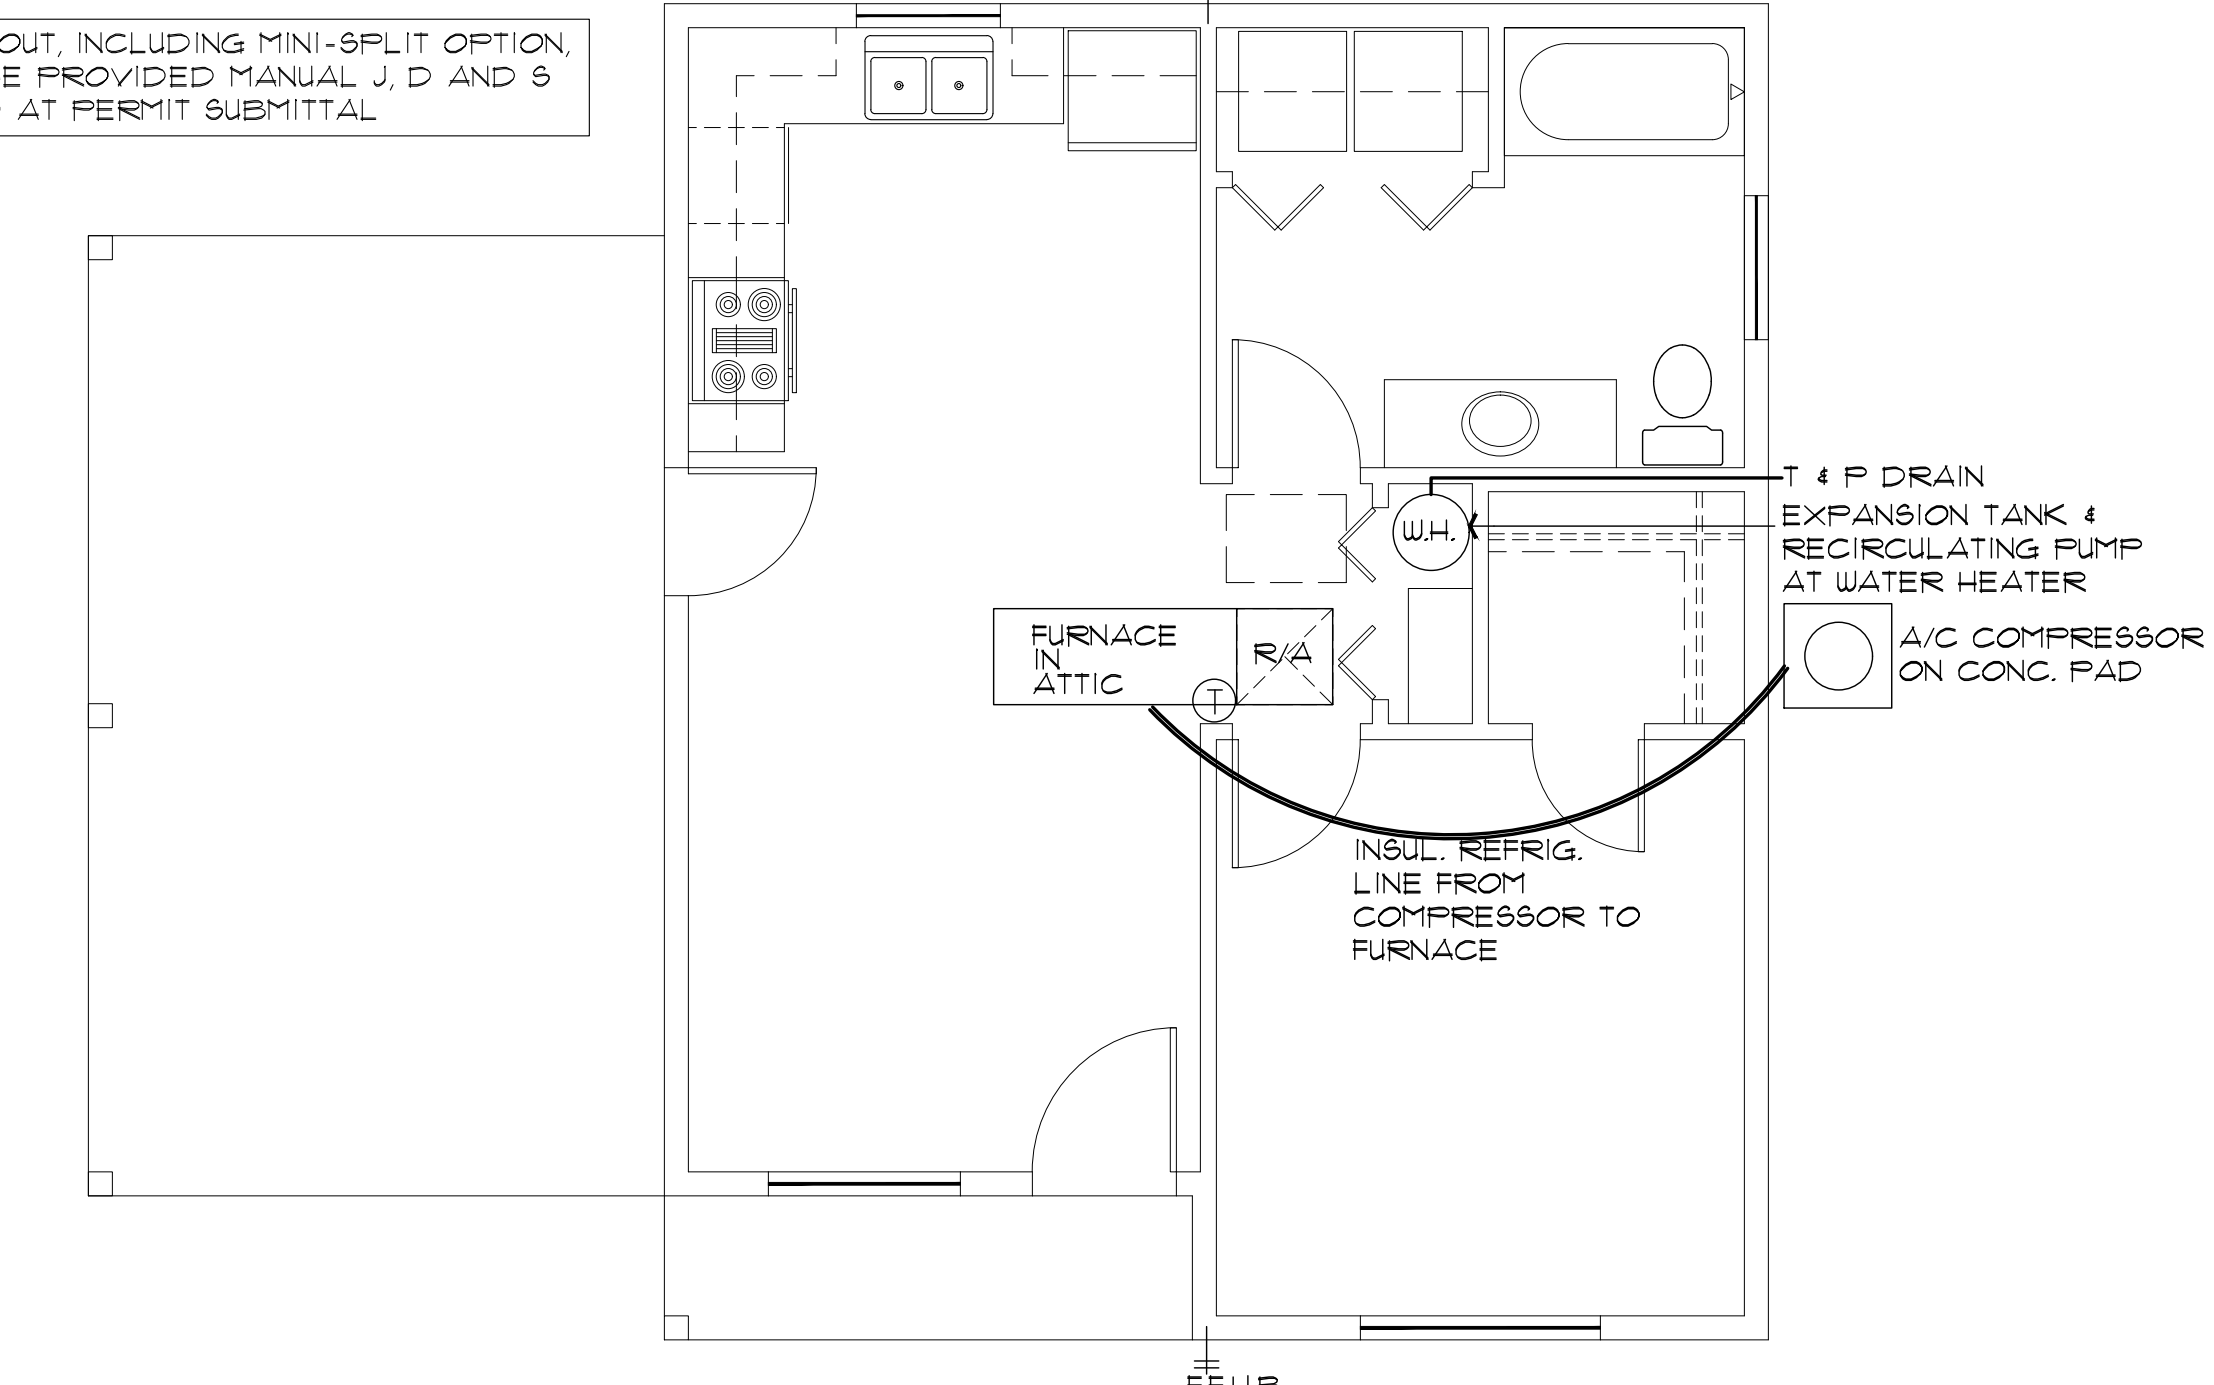 OUT, INCLUDING MINI-SPLIT OPTION,
E PROVIDED MANUAL J, D AND S
AT PERMIT SUBMITTAL
T & P DRAIN
EXPANSION TANK &
RECIRCULATING PUMP
AT WATER HEATER
W.H.
FURNACE
IN
ATTIC
R/A
T
A/C COMPRESSOR
ON CONC. PAD
INSUL. REFRIG.
LINE FROM
COMPRESSOR TO
FURNACE